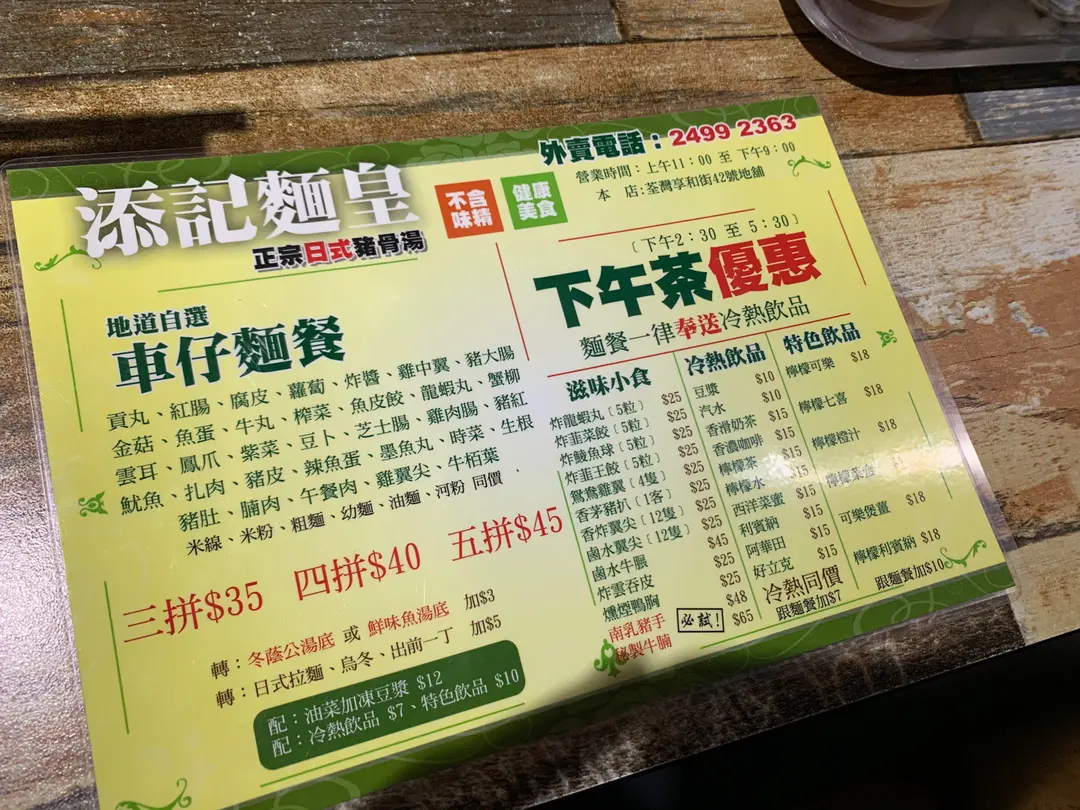 添記麵皇
正宗日式豬骨湯
不含
味精
健康
美食
外賣電話：2499 2363
營業時間：上午11：00 至 下午9：00
本　店：荃灣享和街42號地舖
地道自選
車仔麵餐
貢丸、紅腸、腐皮、蘿蔔、炸醬、雞中翼、豬大腸
金菇、魚蛋、牛丸、榨菜、魚皮餃、龍蝦丸、蟹柳
雲耳、鳳爪、紫菜、豆卜、芝士腸、雞肉腸、豬紅
魷魚、扎肉、豬皮、辣魚蛋、墨魚丸、時菜、生根
豬肚、腩肉、午餐肉、雞翼尖、牛栢葉
米線、米粉、粗麵、幼麵、油麵、河粉 同價
三拼$35 四拼$40 五拼$45
轉：冬蔭公湯底 或 鮮味魚湯底 加$3
轉：日式拉麵、烏冬、出前一丁 加$5
配：油菜加凍豆漿 $12
配：冷熱飲品 $7、特色飲品 $10
〔下午2：30 至 5：30〕
下午茶優惠
麵餐一律奉送冷熱飲品
滋味小食
炸龍蝦丸〔5粒〕 $25
炸韭菜餃〔5粒〕 $25
炸鯪魚球〔5粒〕 $25
炸韭王餃〔5粒〕 $25
鴛鴦雞翼〔4隻〕 $25
香茅豬扒〔1客〕 $25
香炸翼尖〔12隻〕 $25
鹵水翼尖〔12隻〕 $25
鹵水牛𦟌 $45
炸雲吞皮 $25
燻煙鴨胸 $25
南乳豬手 $48
秘製牛腩 必試！ $65
冷熱飲品
豆漿 $10
汽水 $10
香滑奶茶 $15
香濃咖啡 $15
檸檬茶 $15
檸檬水 $15
西洋菜蜜 $15
利賓納 $15
阿華田 $15
好立克 $15
冷熱同價
跟麵餐加$7
特色飲品
檸檬可樂 $18
檸檬七喜 $18
檸檬橙汁 $18
檸檬
可樂煲薑 $18
檸檬利賓納 $18
跟麵餐加$10